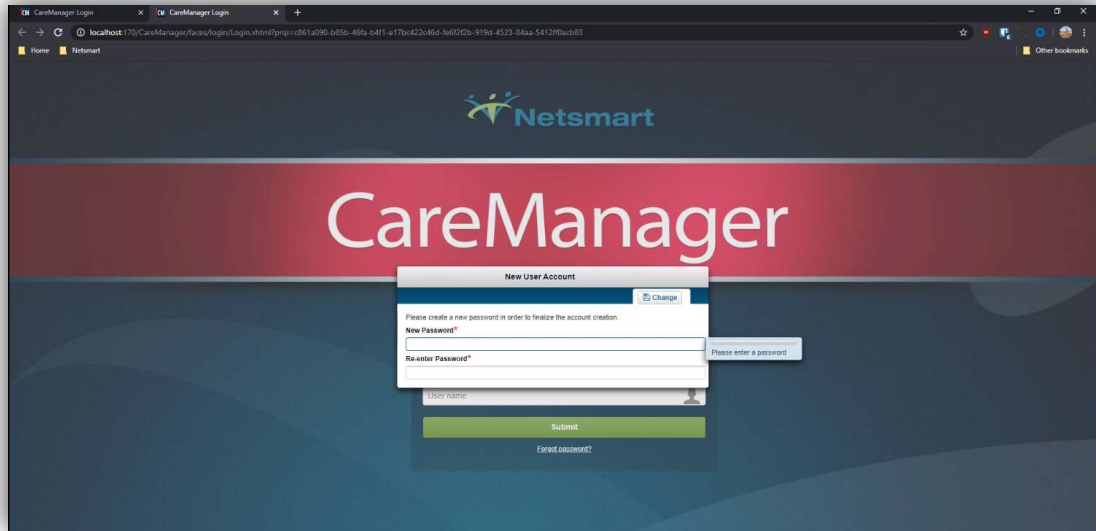 CareManager Login
CareManager Login
localhost:170/CareManager/faces/login/Login.xhtml?prqi=c861a090-b85b-46fa-b4f1-e17bc422c46d-fe6f2f2b-919d-4523-84aa-5412ff0acb83
Home Netsmart Other bookmarks
Netsmart
CareManager
New User Account
Change
Please create a new password in order to finalize the account creation.
New Password*
Please enter a password
Re-enter Password*
User name
Submit
Forgot password?